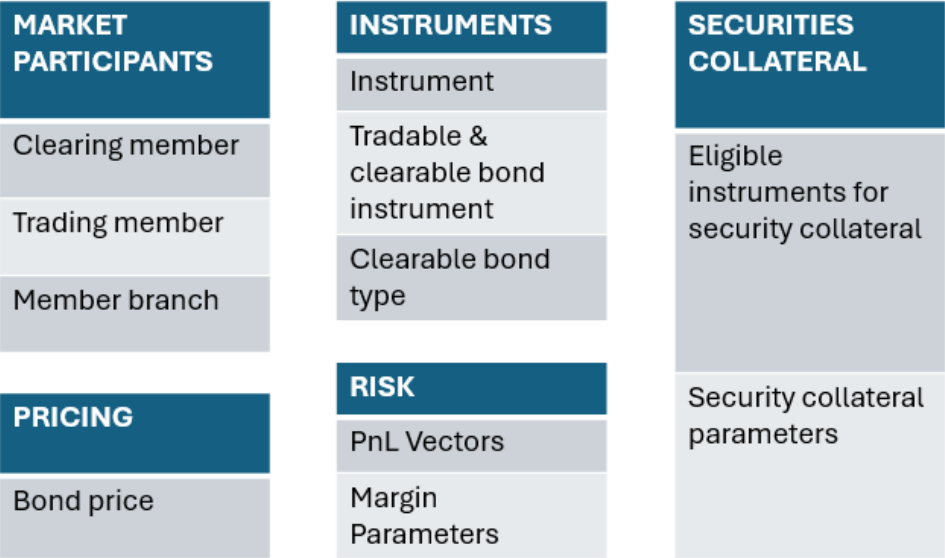 MARKET
PARTICIPANTS
Clearing member
Trading member
Member branch
PRICING
Bond price
INSTRUMENTS
Instrument
Tradable &
clearable bond
instrument
Clearable bond
type
RISK
PnL Vectors
Margin
Parameters
SECURITIES
COLLATERAL
Eligible
instruments for
security collateral
Security collateral
parameters